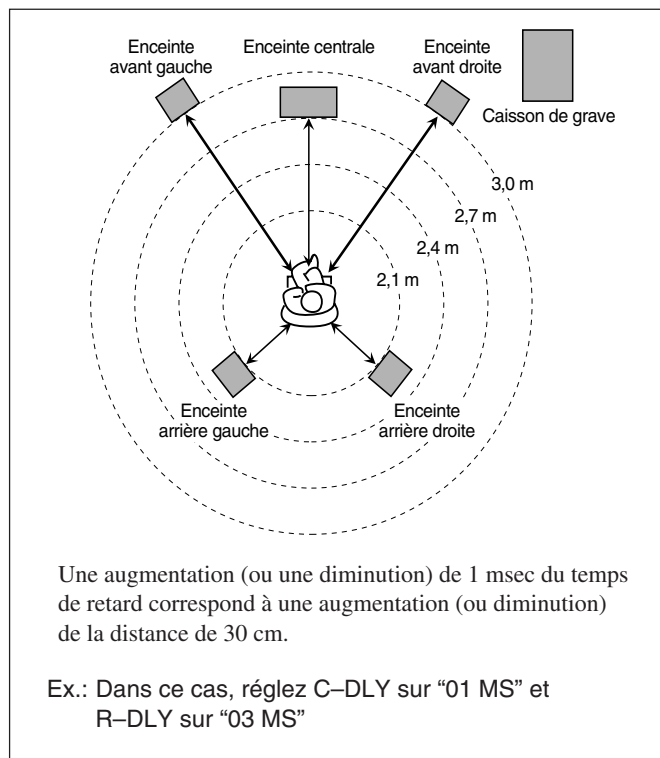 Enceinte
avant gauche
Enceinte centrale
Enceinte
avant droite
Caisson de grave
3,0 m
2,7 m
2,4 m
2,1 m
Enceinte
arrière gauche
Enceinte
arrière droite
Une augmentation (ou une diminution) de 1 msec du temps
de retard correspond à une augmentation (ou diminution)
de la distance de 30 cm.
Ex.: Dans ce cas, réglez C–DLY sur “01 MS” et
R–DLY sur “03 MS”